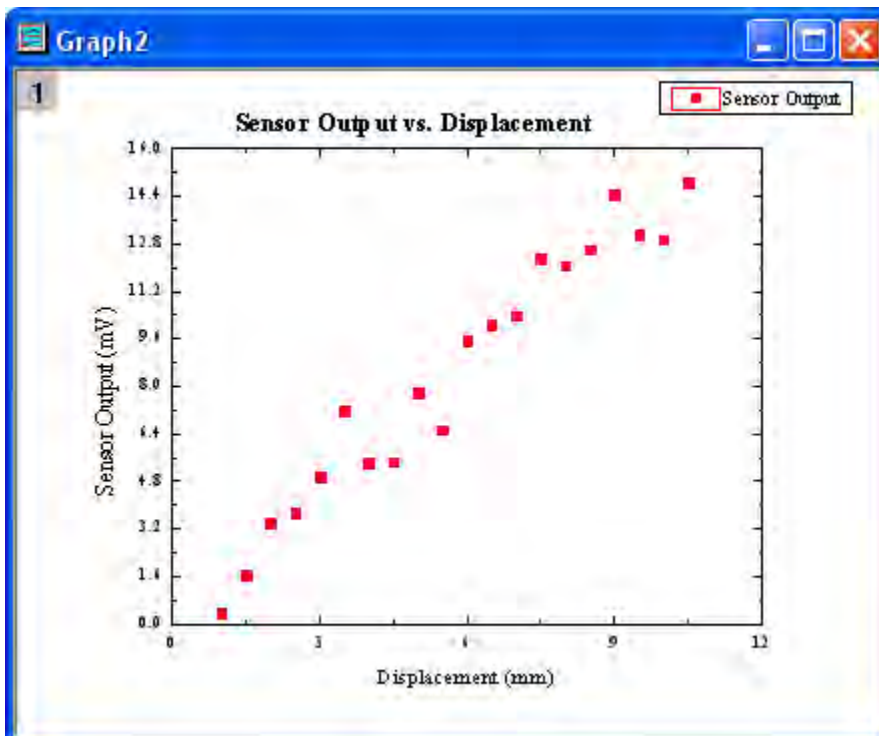 Graph2
1
Sensor Output
Sensor Output vs. Displacement
16.0
14.4
12.8
11.2
9.6
8.0
6.4
4.8
3.2
1.6
0.0
Sensor Output (mV)
0 3 6 9 12
Displacement (mm)